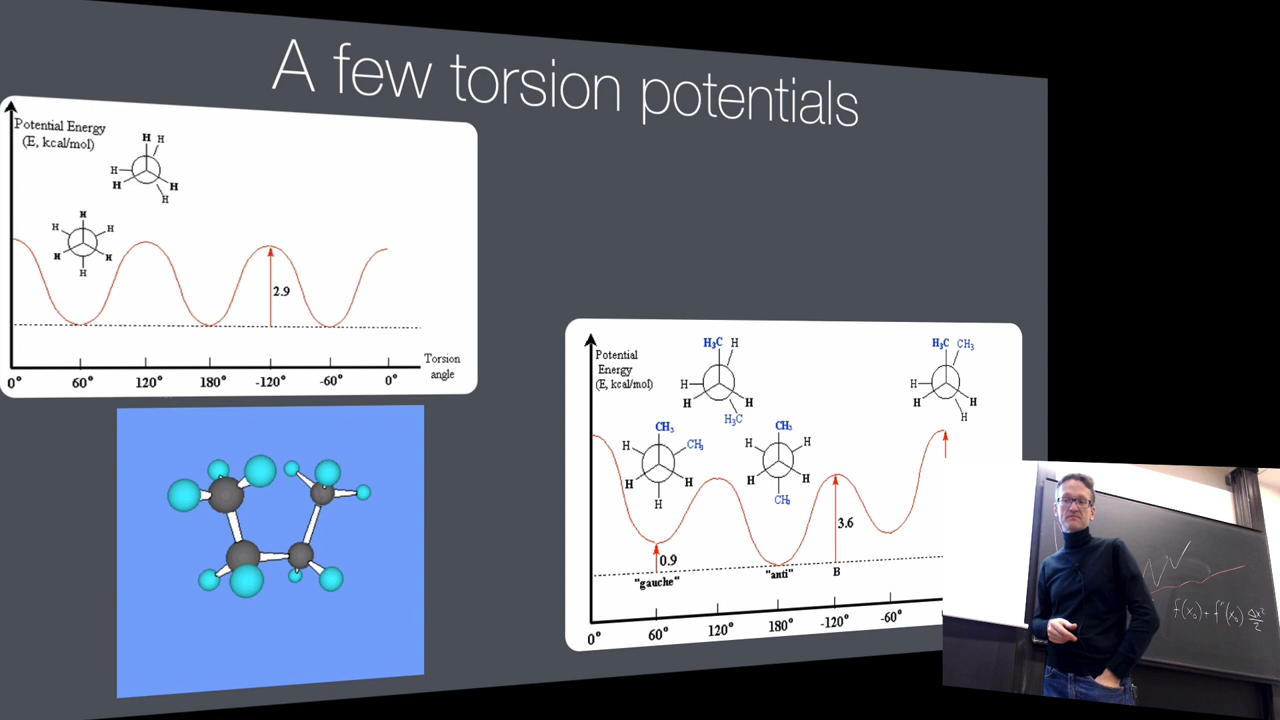 A few torsion potentials
Potential Energy
(E, kcal/mol)
H H
H
H H
H
H
H H
H H
H
2.9
Torsion
angle
0° 60° 120° 180° -120° -60° 0°
Potential
Energy
(E, kcal/mol)
H₃C H
H
H H
H₃C
H₃C CH₃
H
H H
H
CH₃
H CH₃
H H
H
CH₃
H H
H H
CH₃
3.6
0.9
"gauche" "anti" B
0° 60° 120° 180° -120° -60°
f(x₀)+f''(x₀) Δx²/2